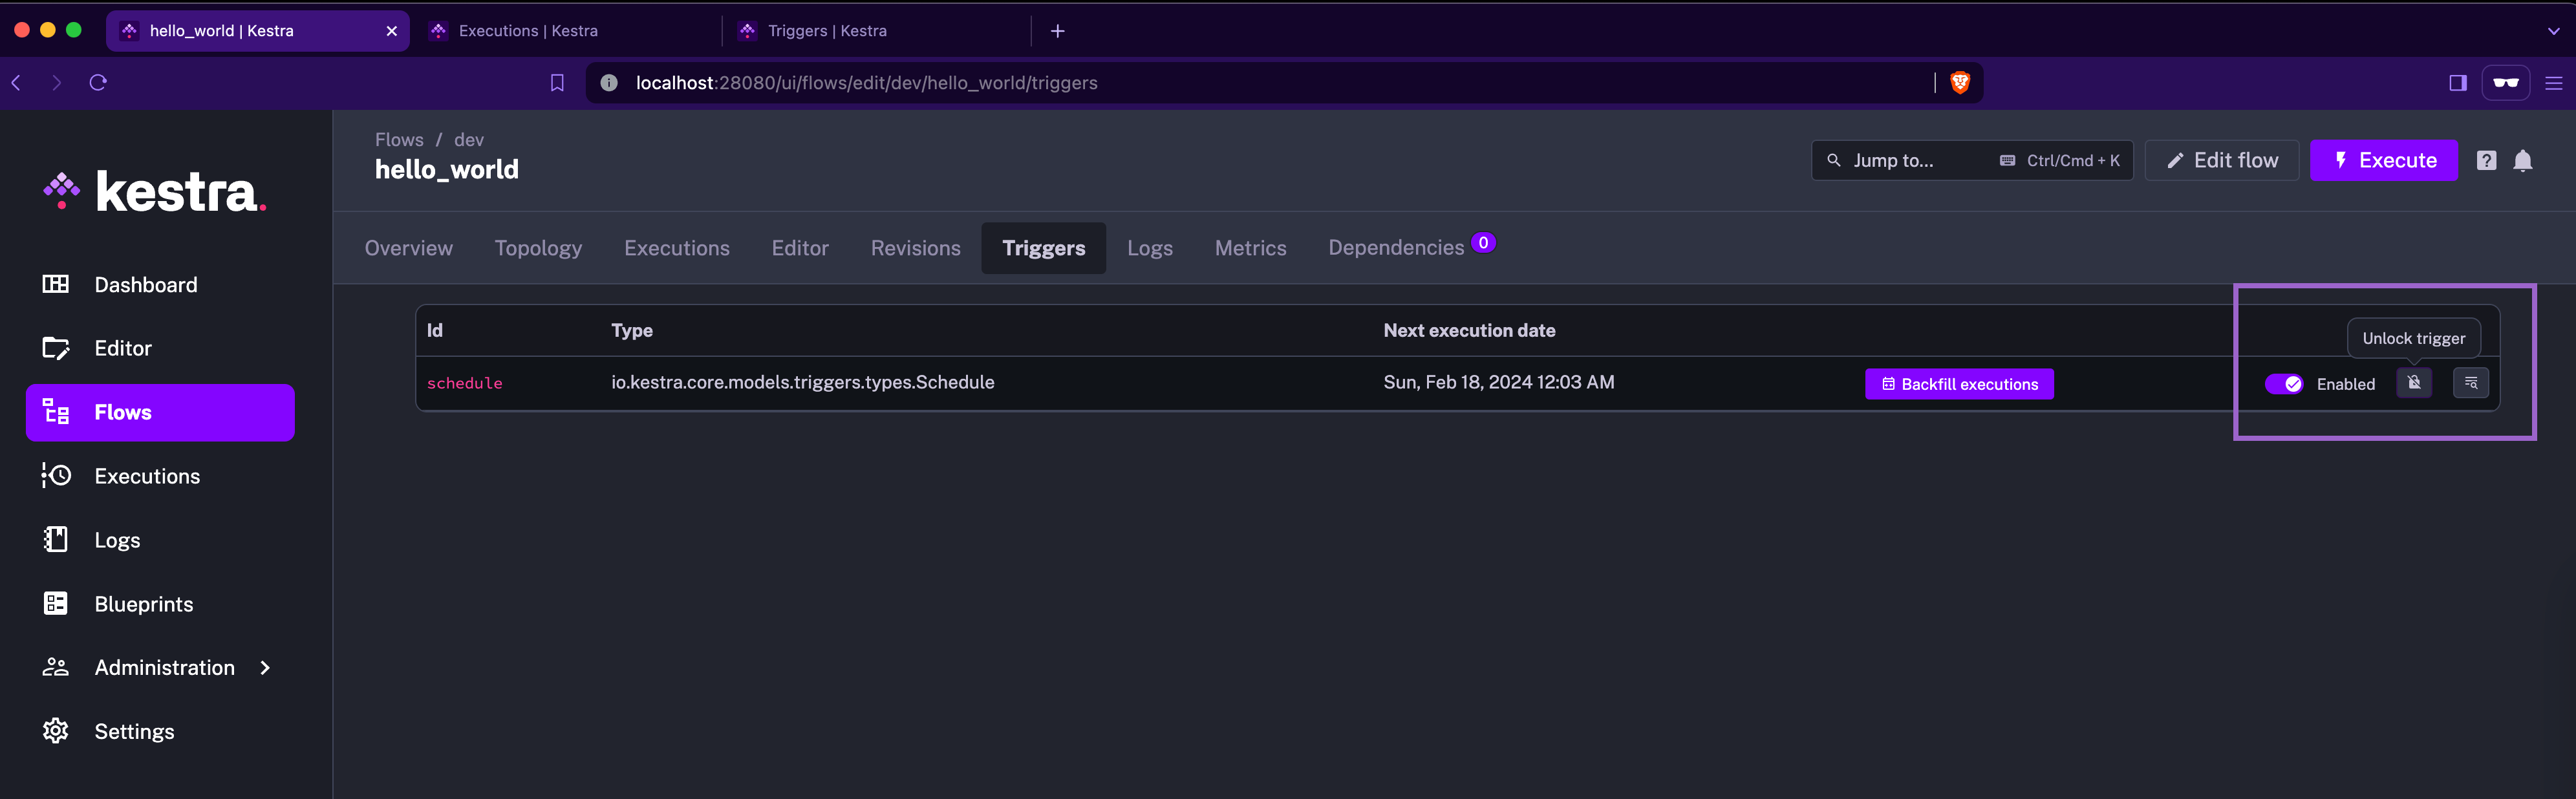 hello_world | Kestra
Executions | Kestra
Triggers | Kestra
localhost:28080/ui/flows/edit/dev/hello_world/triggers
kestra.
Dashboard
Editor
Flows
Executions
Logs
Blueprints
Administration
Settings
Flows / dev
hello_world
Jump to...
Ctrl/Cmd + K
Edit flow
Execute
Overview
Topology
Executions
Editor
Revisions
Triggers
Logs
Metrics
Dependencies 0
Id
Type
Next execution date
Unlock trigger
schedule
io.kestra.core.models.triggers.types.Schedule
Sun, Feb 18, 2024 12:03 AM
Backfill executions
Enabled